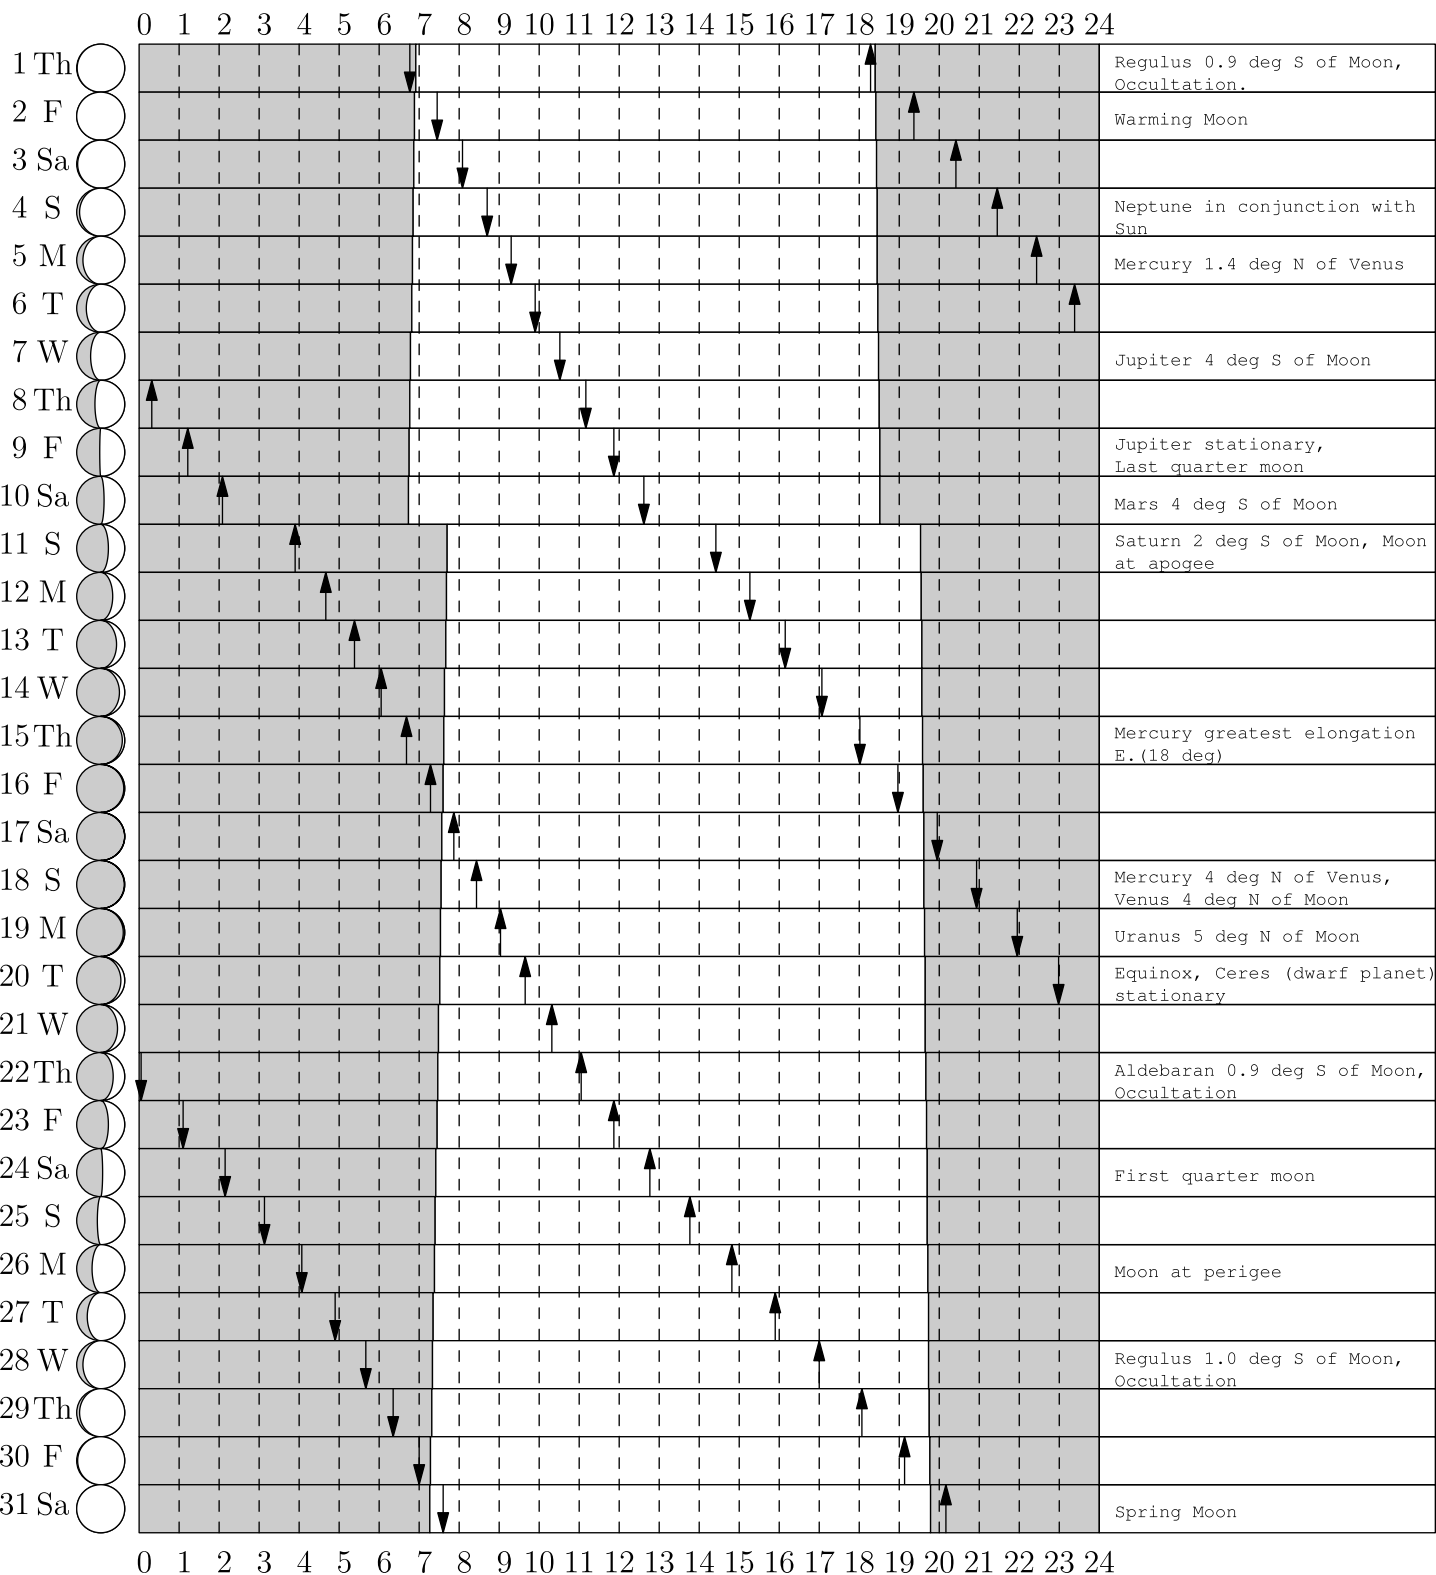 0 1 2 3 4 5 6 7 8 9 10 11 12 13 14 15 16 17 18 19 20 21 22 23 24
1 Th Regulus 0.9 deg S of Moon,
Occultation.
2 F Warming Moon
3 Sa
4 S Neptune in conjunction with
Sun
5 M Mercury 1.4 deg N of Venus
6 T
7 W Jupiter 4 deg S of Moon
8 Th
9 F Jupiter stationary,
Last quarter moon
10 Sa Mars 4 deg S of Moon
11 S Saturn 2 deg S of Moon, Moon
at apogee
12 M
13 T
14 W
15 Th Mercury greatest elongation
E.(18 deg)
16 F
17 Sa
18 S Mercury 4 deg N of Venus,
Venus 4 deg N of Moon
19 M Uranus 5 deg N of Moon
20 T Equinox, Ceres (dwarf planet)
stationary
21 W
22 Th Aldebaran 0.9 deg S of Moon,
Occultation
23 F
24 Sa First quarter moon
25 S
26 M Moon at perigee
27 T
28 W Regulus 1.0 deg S of Moon,
Occultation
29 Th
30 F
31 Sa Spring Moon
0 1 2 3 4 5 6 7 8 9 10 11 12 13 14 15 16 17 18 19 20 21 22 23 24